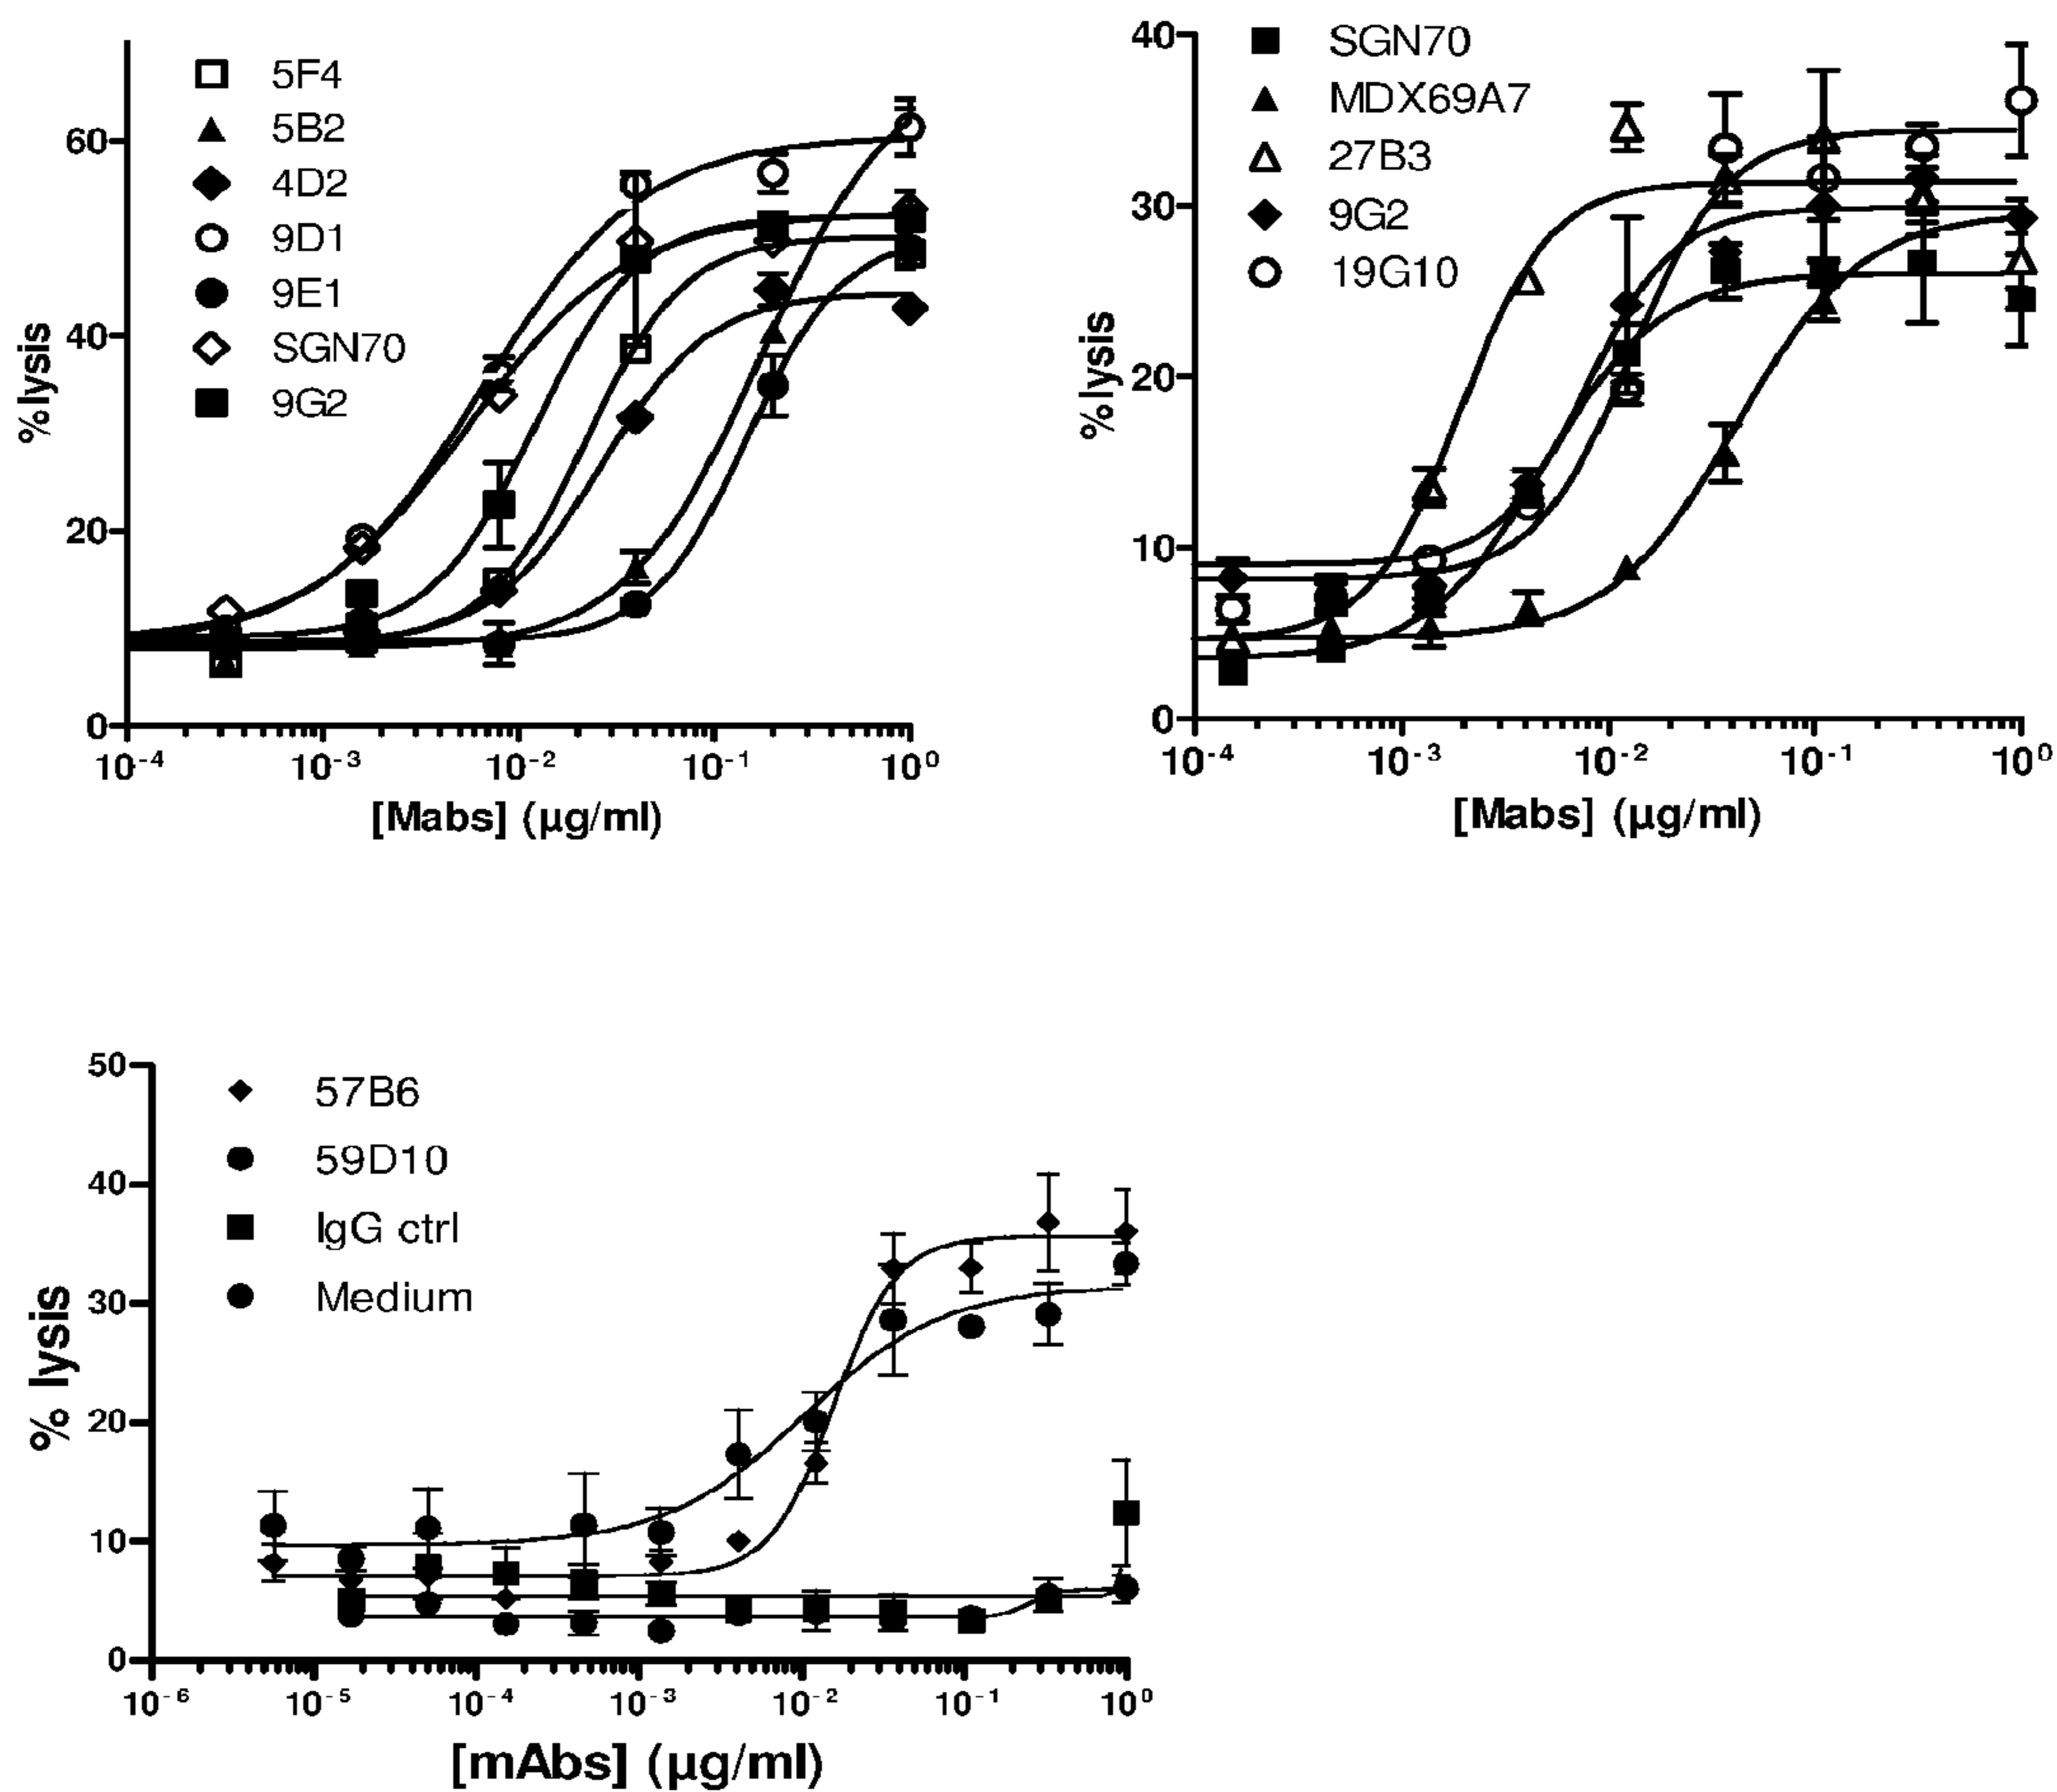 5F4
5B2
4D2
9D1
9E1
SGN70
9G2
60
40
20
0
%lysis
10⁻⁴ 10⁻³ 10⁻² 10⁻¹ 10⁰
[Mabs] (µg/ml)
SGN70
MDX69A7
27B3
9G2
19G10
40
30
20
10
0
%lysis
10⁻⁴ 10⁻³ 10⁻² 10⁻¹ 10⁰
[Mabs] (µg/ml)
57B6
59D10
IgG ctrl
Medium
50
40
30
20
10
0
% lysis
10⁻⁶ 10⁻⁵ 10⁻⁴ 10⁻³ 10⁻² 10⁻¹ 10⁰
[mAbs] (µg/ml)